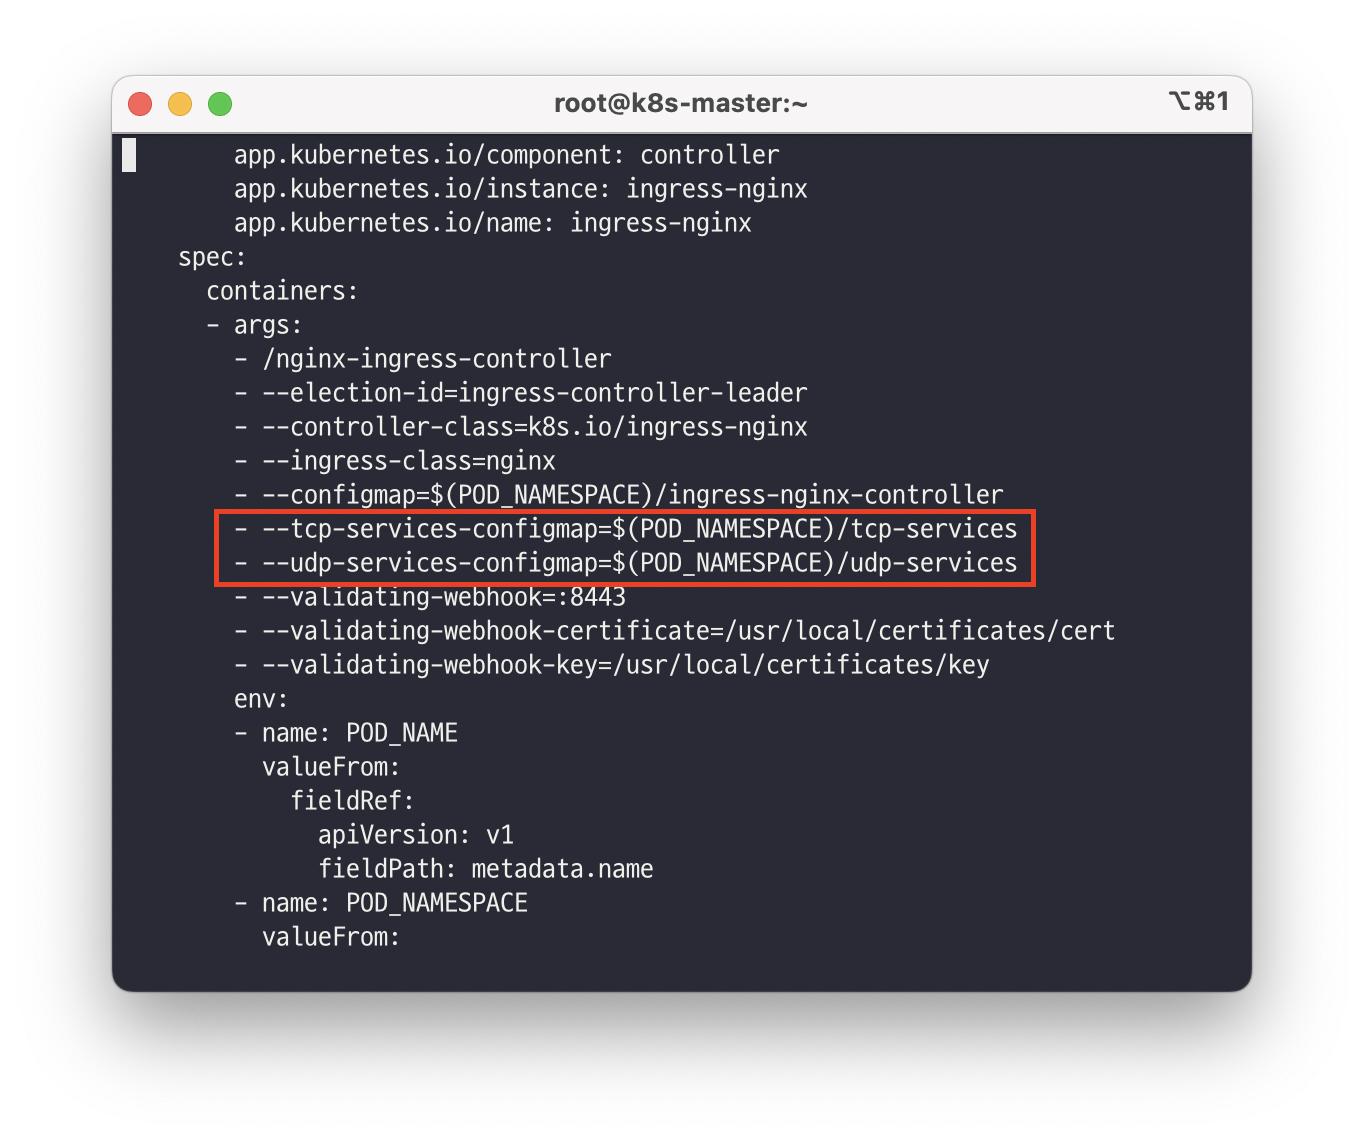 root@k8s-master:~
⌥⌘1
app.kubernetes.io/component: controller
app.kubernetes.io/instance: ingress-nginx
app.kubernetes.io/name: ingress-nginx
spec:
containers:
- args:
- /nginx-ingress-controller
- --election-id=ingress-controller-leader
- --controller-class=k8s.io/ingress-nginx
- --ingress-class=nginx
- --configmap=$(POD_NAMESPACE)/ingress-nginx-controller
- --tcp-services-configmap=$(POD_NAMESPACE)/tcp-services
- --udp-services-configmap=$(POD_NAMESPACE)/udp-services
- --validating-webhook=:8443
- --validating-webhook-certificate=/usr/local/certificates/cert
- --validating-webhook-key=/usr/local/certificates/key
env:
- name: POD_NAME
valueFrom:
fieldRef:
apiVersion: v1
fieldPath: metadata.name
- name: POD_NAMESPACE
valueFrom: